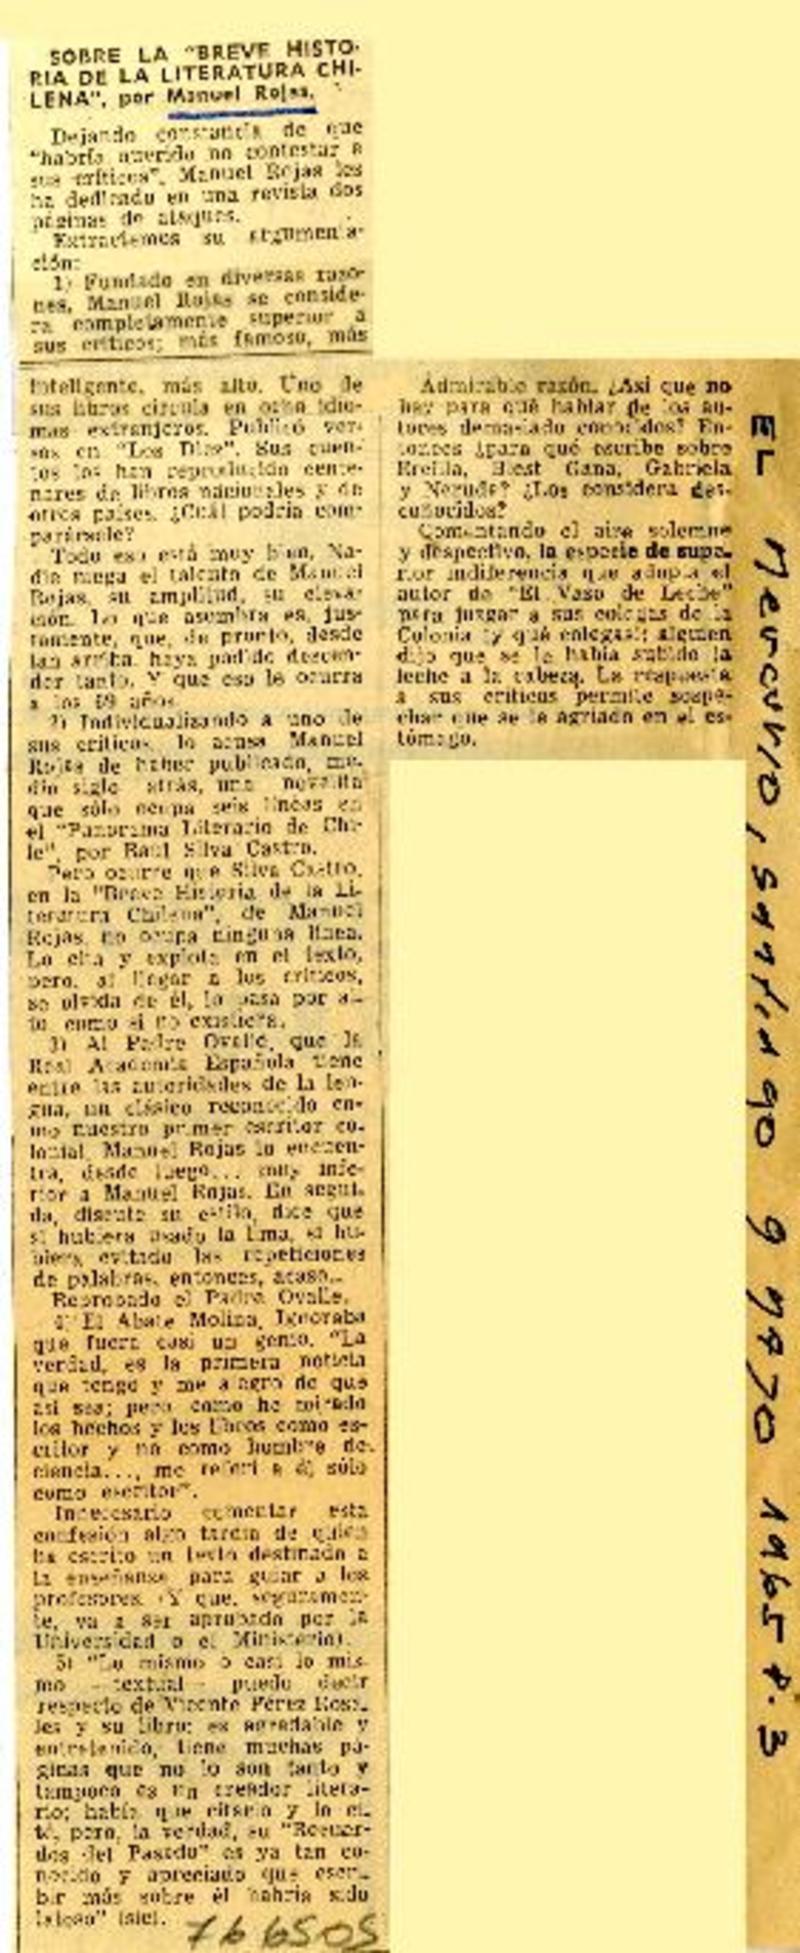 SOBRE LA "BREVE HISTO-
RIA DE LA LITERATURA CHI-
LENA", por Manuel Rojas.
Dejando constancia de que
"habría querido no contestar a
sus críticos", Manuel Rojas les
ha dedicado en una revista dos
páginas de ataques.
Extractemos su argumenta-
ción:
1) Fundado en diversas razo-
nes, Manuel Rojas se conside-
ra completamente superior a
sus críticos; más famoso, más
inteligente, más alto. Uno de
sus libros circula en ocho idio-
mas extranjeros. Publicó ver-
sos en "Los Diez". Sus cuen-
tos los han reproducido cente-
nares de libros nacionales y de
otros países. ¿Cuál podría com-
parársele?
Todo eso está muy bien. Na-
die niega el talento de Manuel
Rojas, su amplitud, su eleva-
ción. Lo que asombra es, jus-
tamente, que, de pronto, desde
tan arriba, haya podido descen-
der tanto. Y que eso le ocurra
a los 69 años.
2) Individualizando a uno de
sus críticos, lo acusa Manuel
Rojas de haber publicado, me-
dio siglo atrás, una novelita
que sólo ocupa seis líneas en
el "Panorama Literario de Chi-
le", por Raúl Silva Castro.
Pero ocurre que Silva Castro,
en la "Breve Historia de la Li-
teratura Chilena", de Manuel
Rojas, no ocupa ninguna línea.
Lo cita y explota en el texto,
pero, al llegar a los críticos,
se olvida de él, lo pasa por al-
to como si no existiera.
3) Al Padre Ovalle, que la
Real Academia Española tiene
entre las autoridades de la len-
gua, un clásico reconocido co-
mo nuestro primer escritor co-
lonial, Manuel Rojas lo encuen-
tra, desde luego... muy infe-
rior a Manuel Rojas. En segui-
da, discute su estilo, dice que
si hubiera usado la lima, si hu-
biera evitado las repeticiones
de palabras, entonces, acaso...
Reprobado el Padre Ovalle.
4) El Abate Molina. Ignoraba
que fuera casi un genio. "La
verdad, es la primera noticia
que tengo y me alegro de que
así sea; pero como he mirado
los hechos y los libros como es-
critor y no como hombre de
ciencia..., me referí a él sólo
como escritor".
Innecesario comentar esta
confesión algo tardía de quien
ha escrito un texto destinado a
la enseñanza para guiar a los
profesores. (Y que, seguramen-
te, va a ser aprobado por la
Universidad o el Ministerio).
5) "Lo mismo o casi lo mis-
mo —textual— puedo decir
respecto de Vicente Pérez Rosa-
les y su libro: es agradable y
entretenido, tiene muchas pá-
ginas que no lo son tanto y
tampoco es un creador litera-
rio; había que citarlo y lo ci-
té, pero, la verdad, su "Recuer-
dos del Pasado" es ya tan co-
nocido y apreciado que escri-
bir más sobre él habría sido
latoso" (sic).
Admirable razón. ¿Así que no
hay para qué hablar de los au-
tores demasiado conocidos? En-
tonces ¿para qué escribe sobre
Ercilla, Blest Gana, Gabriela
y Neruda? ¿Los considera des-
conocidos?
Comentando el aire solemne
y despectivo, la especie de supe-
rior indiferencia que adopta el
autor de "El Vaso de Leche"
para juzgar a sus colegas de la
Colonia (y qué colegas!) alguien
dijo que se le había subido la
leche a la cabeza. La respuesta
a sus críticos permite sospe-
char que se le agriado en el es-
tómago.
EL Mercurio, Santiago 9 1965 P. 3